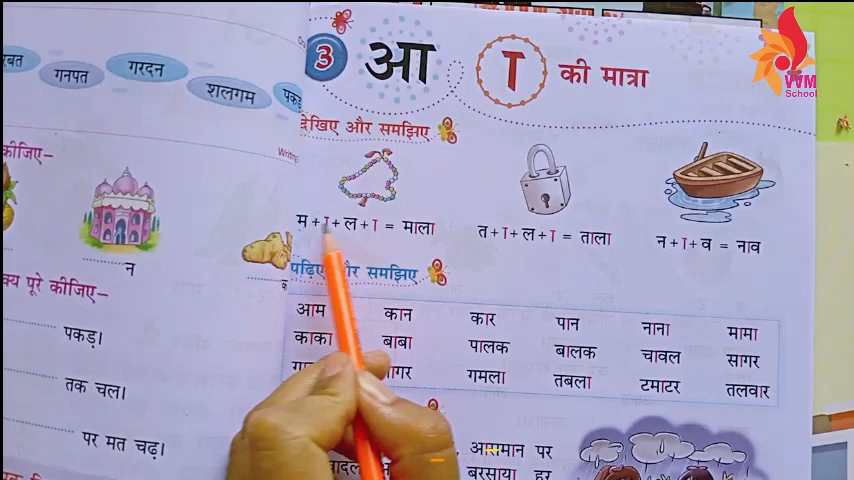 VVM
School
3 आ ा की मात्रा
गनपत
गरदन
शलगम
देखिए और समझिए
म + ा + ल + ा = माला
त + ा + ल + ा = ताला
न + ा + व = नाव
पढ़िए और समझिए
आम कान कार पान नाना मामा
काका बाबा पालक बालक चावल सागर
गमला तबला टमाटर तलवार
आसमान पर
बरसाया हर
कीजिए–
न
पूरे कीजिए–
पकड़।
तक चल।
पर मत चढ़।